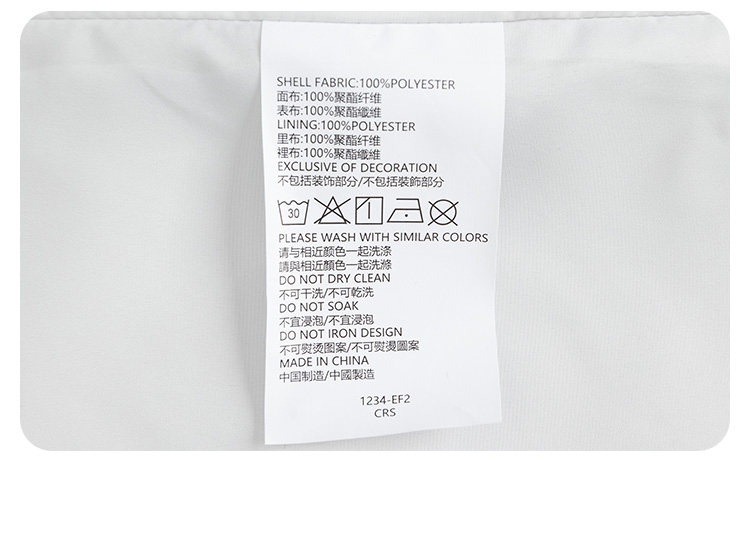 SHELL FABRIC:100%POLYESTER
面布:100%聚酯纤维
表布:100%聚酯纖維
LINING:100%POLYESTER
里布:100%聚酯纤维
裡布:100%聚酯纖維
EXCLUSIVE OF DECORATION
不包括装饰部分/不包括裝飾部分
30
PLEASE WASH WITH SIMILAR COLORS
请与相近颜色一起洗涤
請與相近顏色一起洗滌
DO NOT DRY CLEAN
不可干洗/不可乾洗
DO NOT SOAK
不宜浸泡/不宜浸泡
DO NOT IRON DESIGN
不可熨烫图案/不可熨燙圖案
MADE IN CHINA
中国制造/中國製造
1234-EF2
CRS